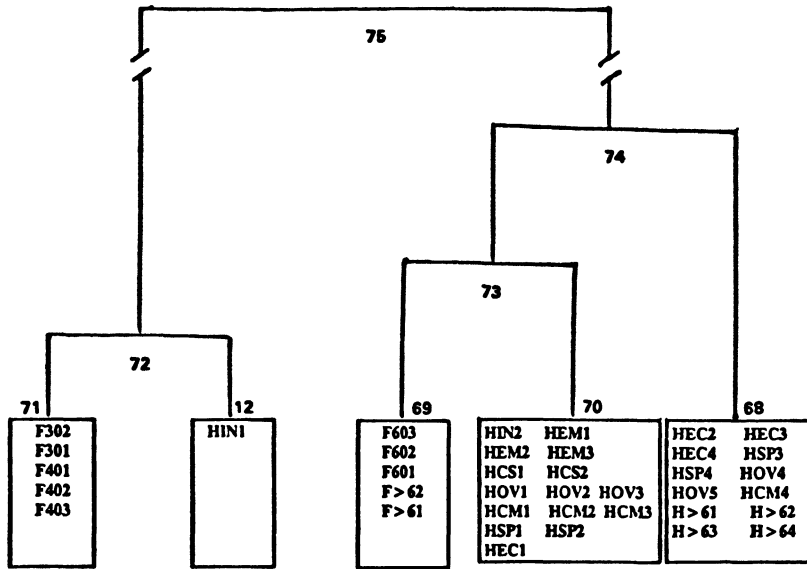 75
74
73
72
71 12 69 70 68
F302
F301
F401
F402
F403
HIN1
F603
F602
F601
F>62
F>61
HIN2 HEM1
HEM2 HEM3
HCS1 HCS2
HOV1 HOV2 HOV3
HCM1 HCM2 HCM3
HSP1 HSP2
HEC1
HEC2 HEC3
HEC4 HSP3
HSP4 HOV4
HOV5 HCM4
H>61 H>62
H>63 H>64